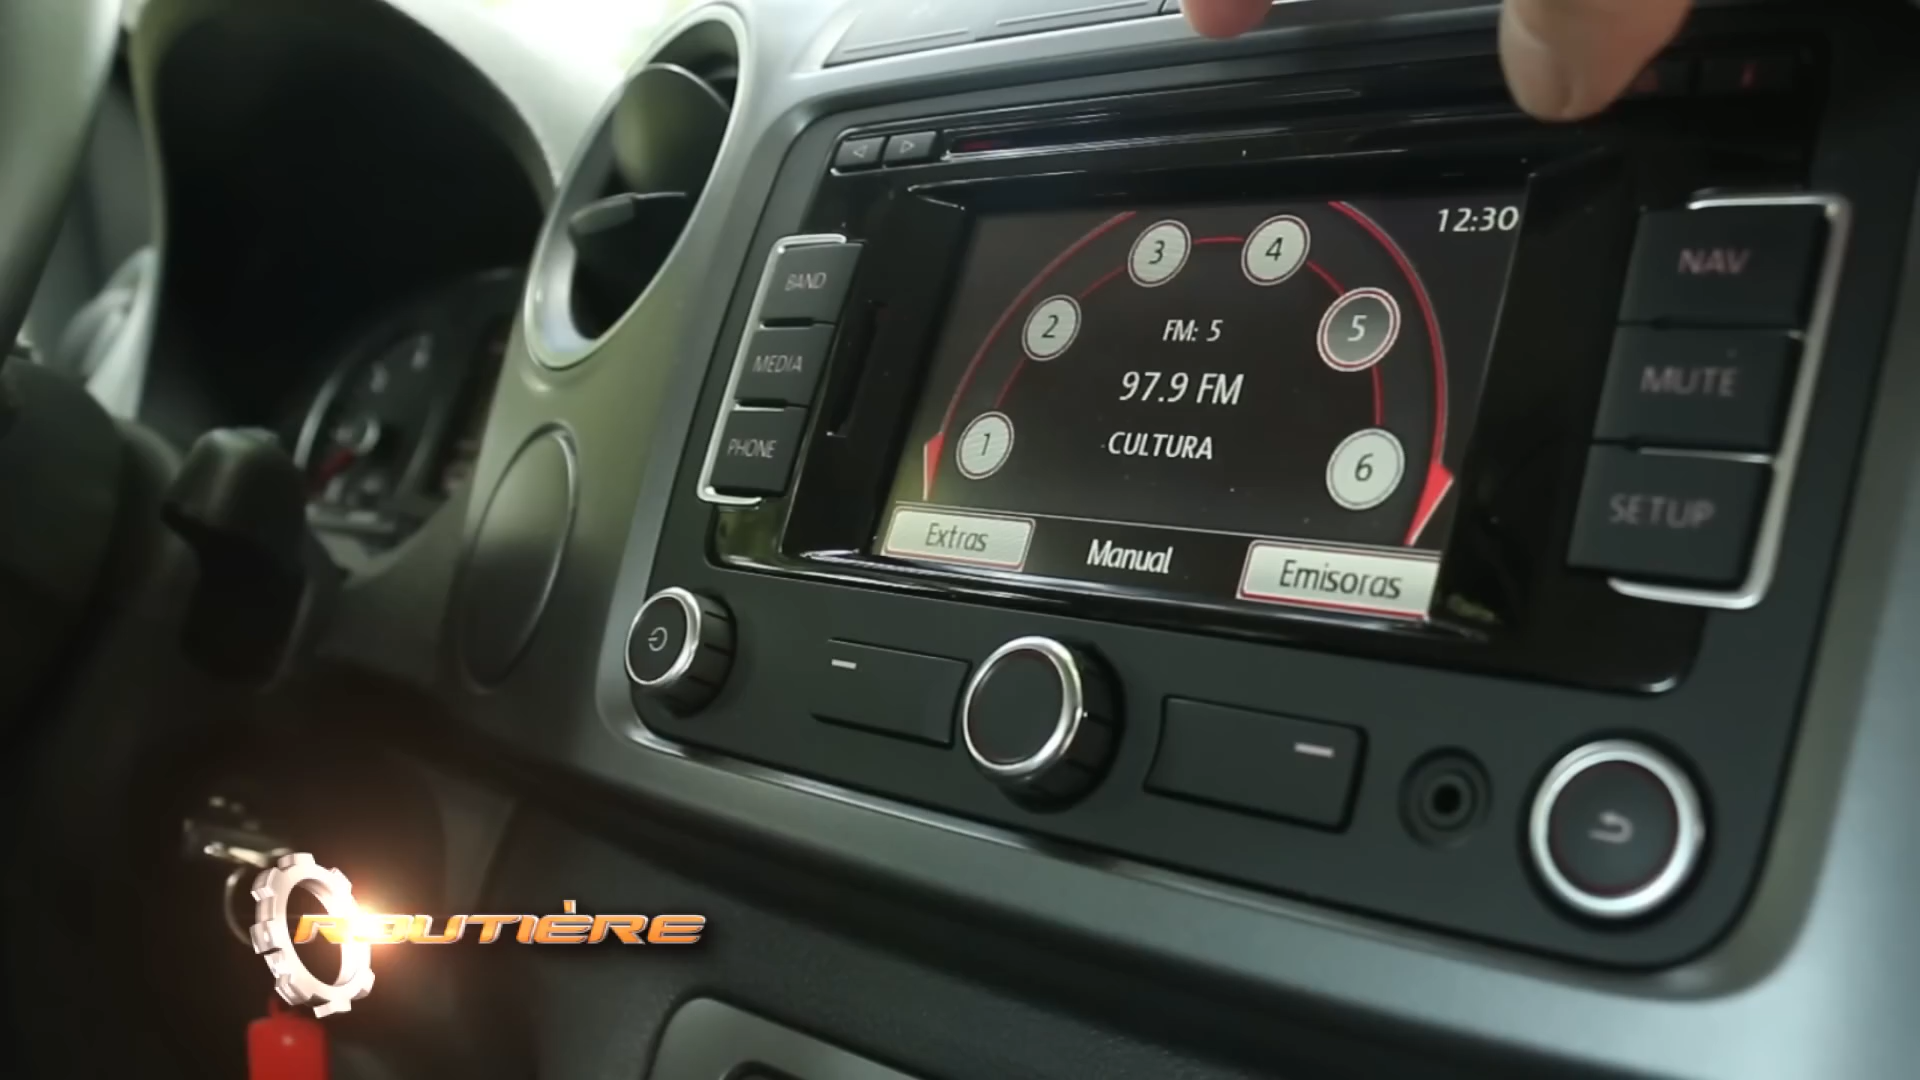 12:30
3
4
2
5
FM: 5
97.9 FM
1
CULTURA
6
Extras
Manual
Emisoras
BAND
MEDIA
PHONE
NAV
MUTE
SETUP
ROUTIÈRE